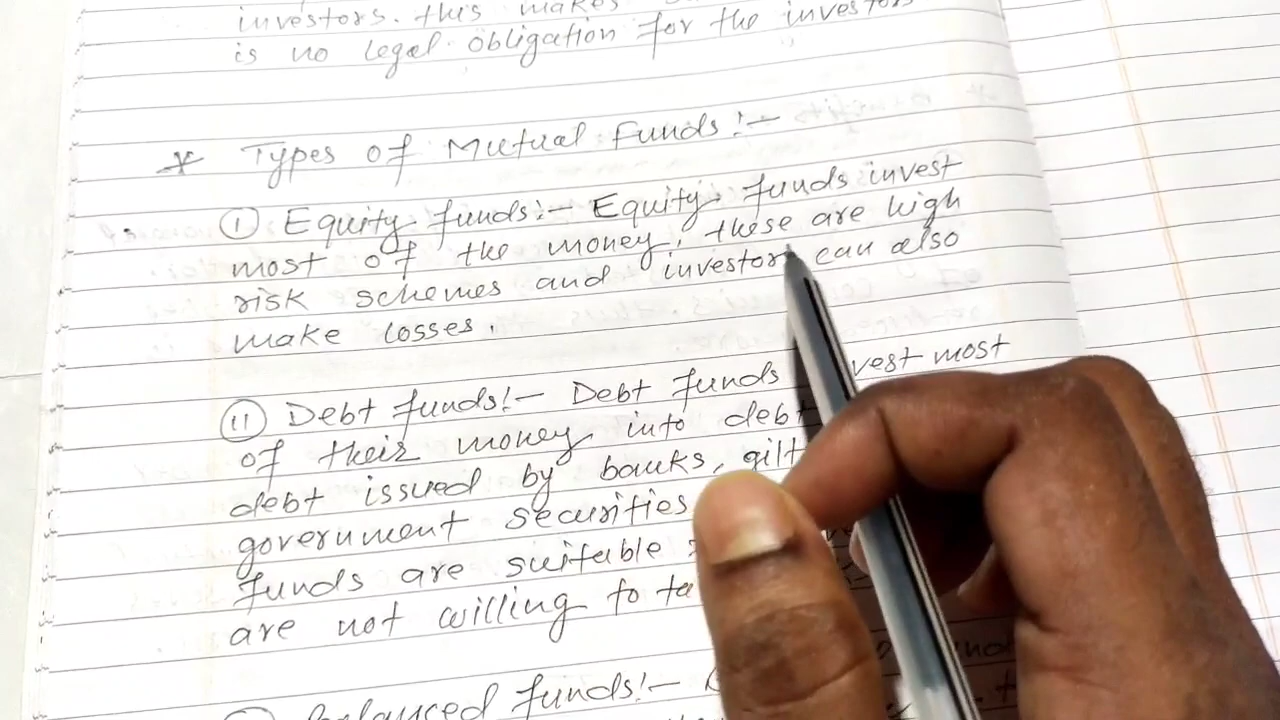 investors. this makes
is no legal obligation for the investors
* Types of Mutual Funds:-
(I) Equity funds:- Equity funds invest
most of the money, these are high
risk schemes and investors can also
make losses.
(II) Debt funds:- Debt funds vest most
of their money into debt
debt issued by banks, gilt
government securities
funds are suitable
are not willing to ta
balanced funds:-